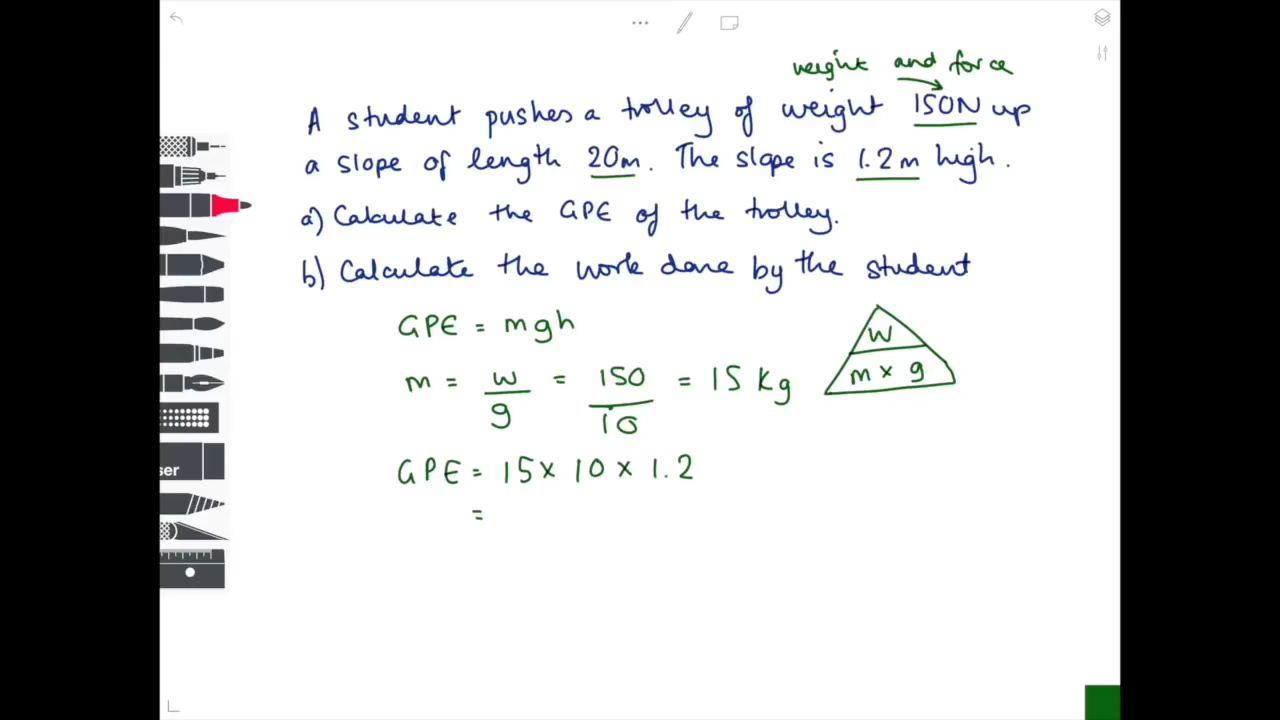 weight and force
A student pushes a trolley of weight 150N up
a slope of length 20m. The slope is 1.2m high.
a) Calculate the GPE of the trolley.
b) Calculate the work done by the student
GPE = mgh
m = w/g = 150/10 = 15 Kg
w
m x g
GPE = 15 x 10 x 1.2
=
ser